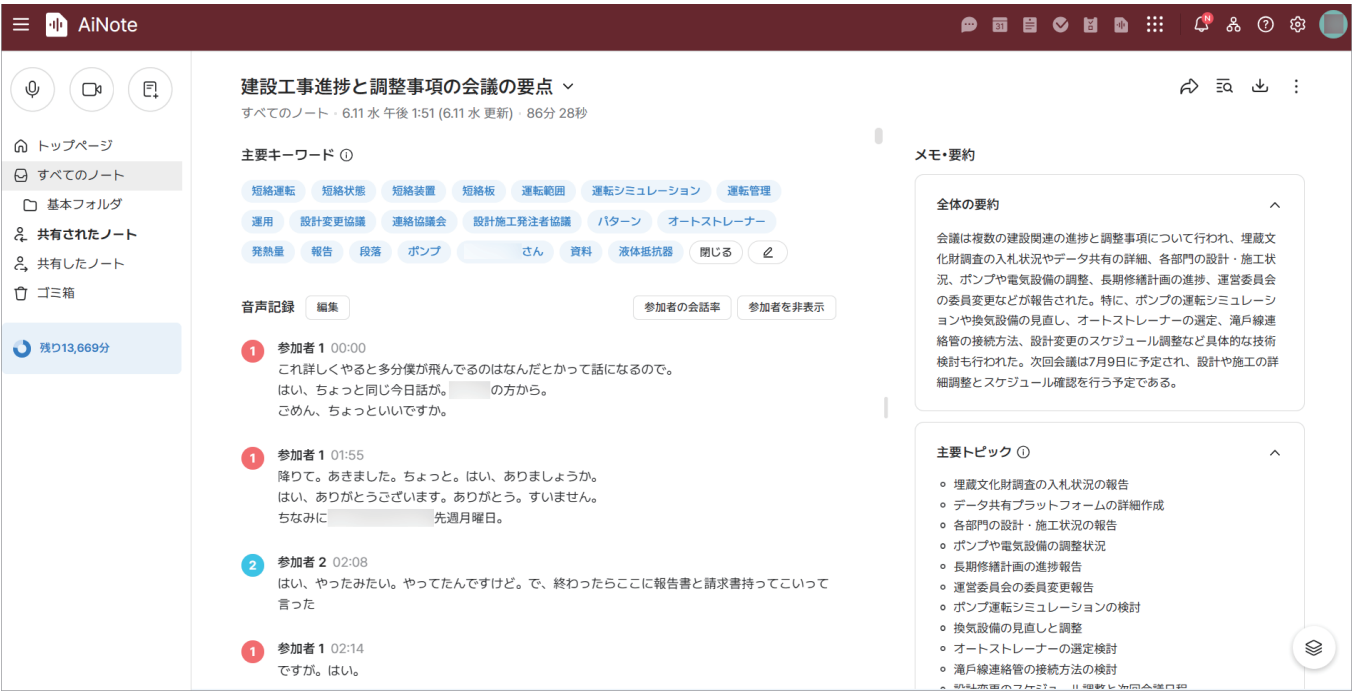 AiNote
31
N
建設工事進捗と調整事項の会議の要点
すべてのノート · 6.11 水 午後 1:51 (6.11 水 更新) · 86分 28秒
トップページ
すべてのノート
基本フォルダ
共有されたノート
共有したノート
ゴミ箱
残り13,669分
主要キーワード
短絡運転 短絡状態 短絡装置 短絡板 運転範囲 運転シミュレーション 運転管理
運用 設計変更協議 連絡協議会 設計施工発注者協議 パターン オートストレーナー
発熱量 報告 段落 ポンプ さん 資料 液体抵抗器 閉じる
音声記録 編集 参加者の会話率 参加者を非表示
1 参加者 1 00:00
これ詳しくやると多分僕が飛んでるのはなんだとかって話になるので。
はい、ちょっと同じ今日話が。 の方から。
ごめん、ちょっといいですか。
1 参加者 1 01:55
降りて。あきました。ちょっと。はい、ありましょうか。
はい、ありがとうございます。ありがとう。すいません。
ちなみに 先週月曜日。
2 参加者 2 02:08
はい、やったみたい。やってたんですけど。で、終わったらここに報告書と請求書持ってこいって
言った
1 参加者 1 02:14
ですが。はい。
メモ・要約
全体の要約
会議は複数の建設関連の進捗と調整事項について行われ、埋蔵文
化財調査の入札状況やデータ共有の詳細、各部門の設計・施工状
況、ポンプや電気設備の調整、長期修繕計画の進捗、運営委員会
の委員変更などが報告された。特に、ポンプの運転シミュレーシ
ョンや換気設備の見直し、オートストレーナーの選定、滝戸線連
絡管の接続方法、設計変更のスケジュール調整など具体的な技術
検討も行われた。次回会議は7月9日に予定され、設計や施工の詳
細調整とスケジュール確認を行う予定である。
主要トピック
埋蔵文化財調査の入札状況の報告
データ共有プラットフォームの詳細作成
各部門の設計・施工状況の報告
ポンプや電気設備の調整状況
長期修繕計画の進捗報告
運営委員会の委員変更報告
ポンプ運転シミュレーションの検討
換気設備の見直しと調整
オートストレーナーの選定検討
滝戸線連絡管の接続方法の検討
設計変更のスケジュール調整と次回会議日程